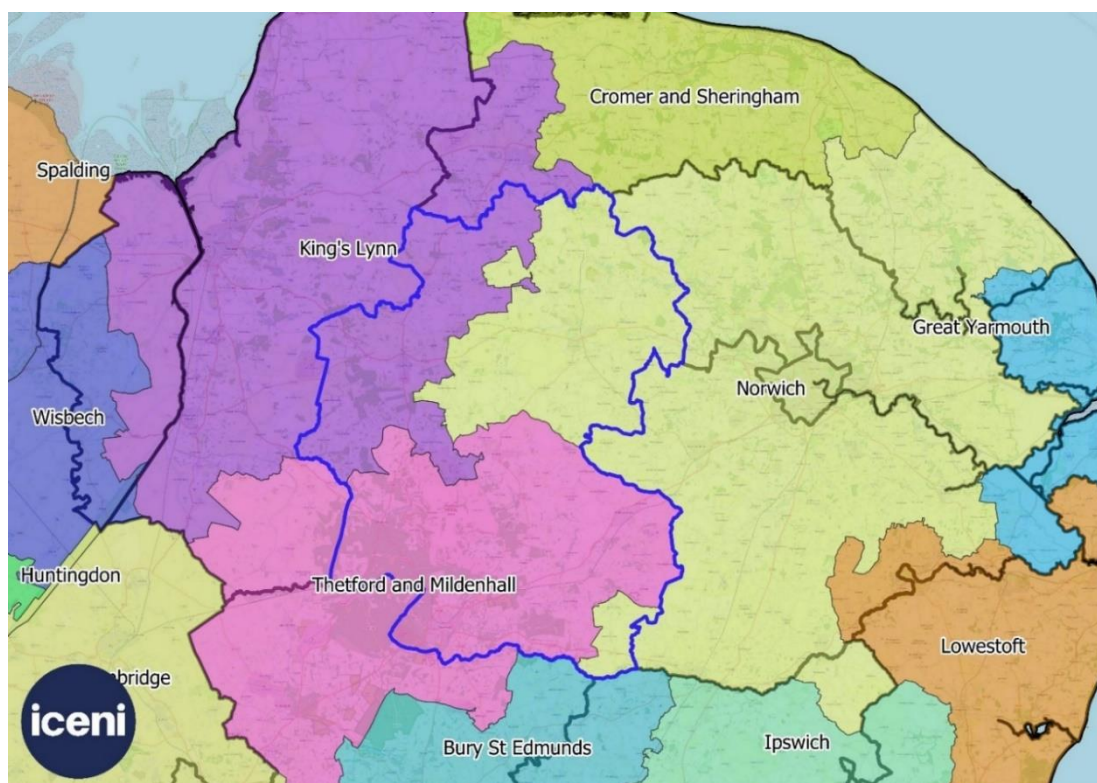 Cromer and Sheringham
Spalding
King's Lynn
Great Yarmouth
Norwich
Wisbech
Huntingdon
Thetford and Mildenhall
Lowestoft
bridge
iceni
Bury St Edmunds
Ipswich